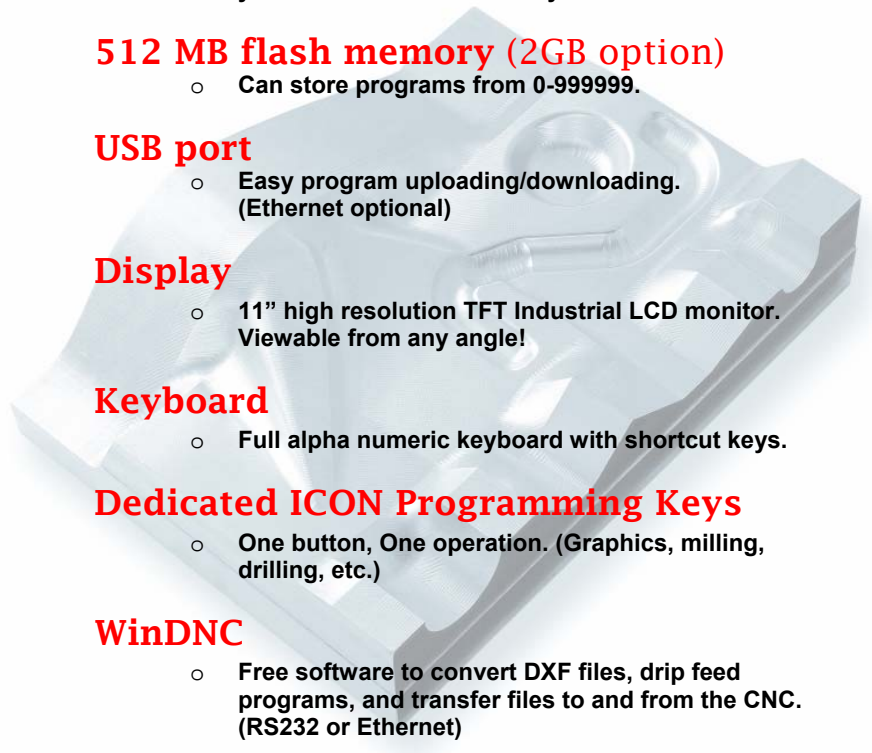 512 MB flash memory (2GB option)
o Can store programs from 0-999999.
USB port
o Easy program uploading/downloading.
(Ethernet optional)
Display
o 11” high resolution TFT Industrial LCD monitor.
Viewable from any angle!
Keyboard
o Full alpha numeric keyboard with shortcut keys.
Dedicated ICON Programming Keys
o One button, One operation. (Graphics, milling,
drilling, etc.)
WinDNC
o Free software to convert DXF files, drip feed
programs, and transfer files to and from the CNC.
(RS232 or Ethernet)